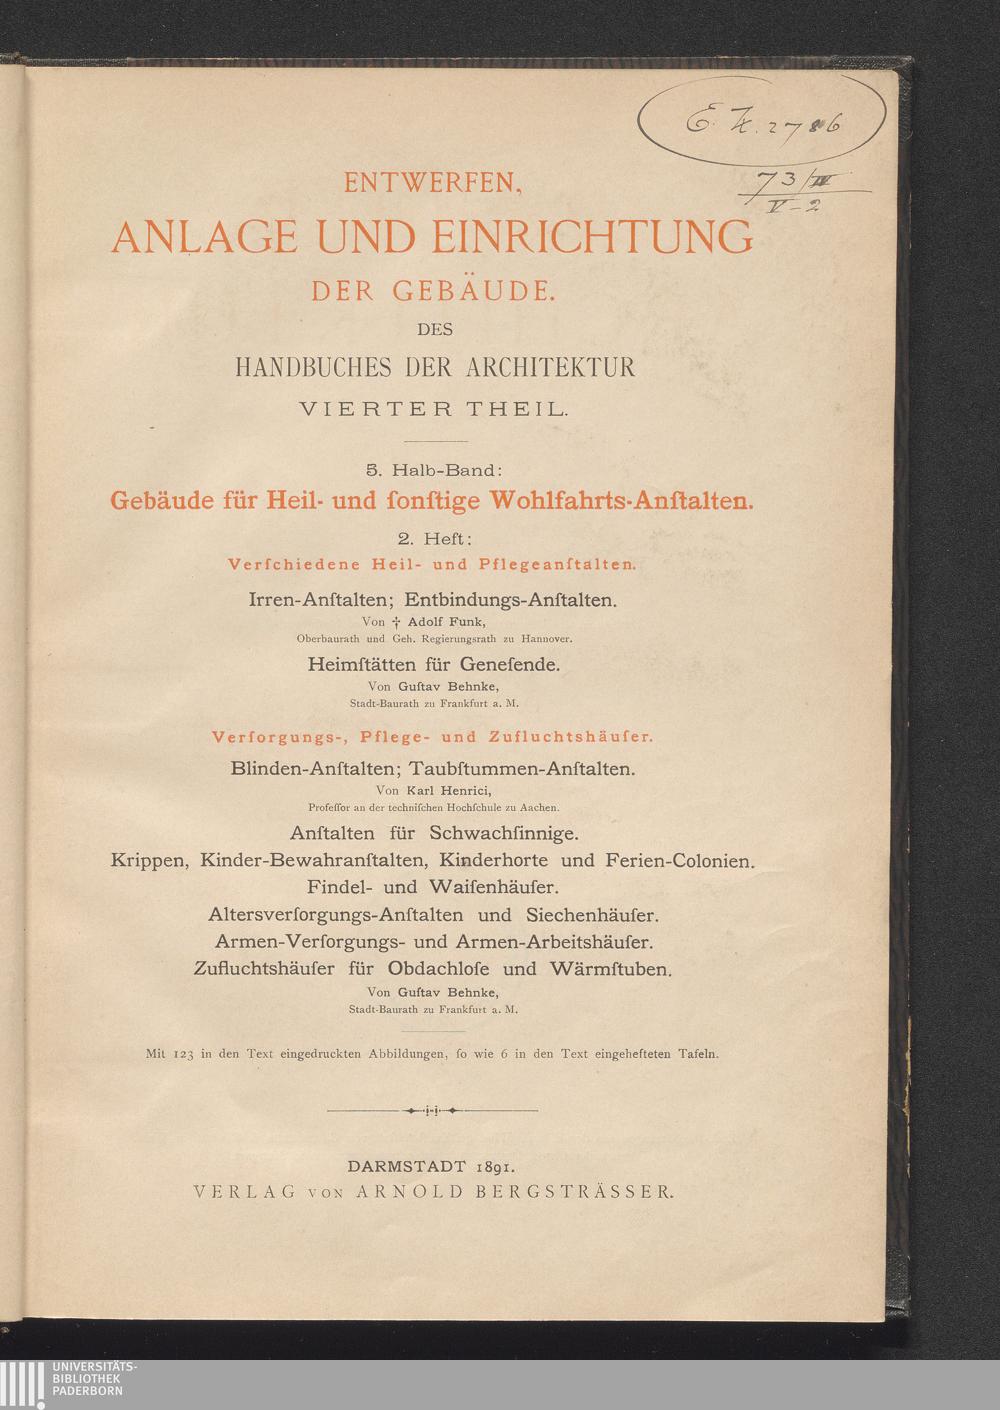 E. K. 2786
73/IV
V-2
ENTWERFEN,
ANLAGE UND EINRICHTUNG
DER GEBÄUDE.
DES
HANDBUCHES DER ARCHITEKTUR
VIERTER THEIL.
5. Halb-Band:
Gebäude für Heil- und ſonſtige Wohlfahrts-Anſtalten.
2. Heft:
Verſchiedene Heil- und Pflegeanſtalten.
Irren-Anſtalten; Entbindungs-Anſtalten.
Von † Adolf Funk,
Oberbaurath und Geh. Regierungsrath zu Hannover.
Heimſtätten für Geneſende.
Von Guſtav Behnke,
Stadt-Baurath zu Frankfurt a. M.
Verſorgungs-, Pflege- und Zufluchtshäuſer.
Blinden-Anſtalten; Taubſtummen-Anſtalten.
Von Karl Henrici,
Profeſſor an der techniſchen Hochſchule zu Aachen.
Anſtalten für Schwachſinnige.
Krippen, Kinder-Bewahranſtalten, Kinderhorte und Ferien-Colonien.
Findel- und Waiſenhäuſer.
Altersverſorgungs-Anſtalten und Siechenhäuſer.
Armen-Verſorgungs- und Armen-Arbeitshäuſer.
Zufluchtshäuſer für Obdachloſe und Wärmſtuben.
Von Guſtav Behnke,
Stadt-Baurath zu Frankfurt a. M.
Mit 123 in den Text eingedruckten Abbildungen, ſo wie 6 in den Text eingehefteten Tafeln.
DARMSTADT 1891.
VERLAG VON ARNOLD BERGSTRÄSSER.
UNIVERSITÄTS-
BIBLIOTHEK
PADERBORN